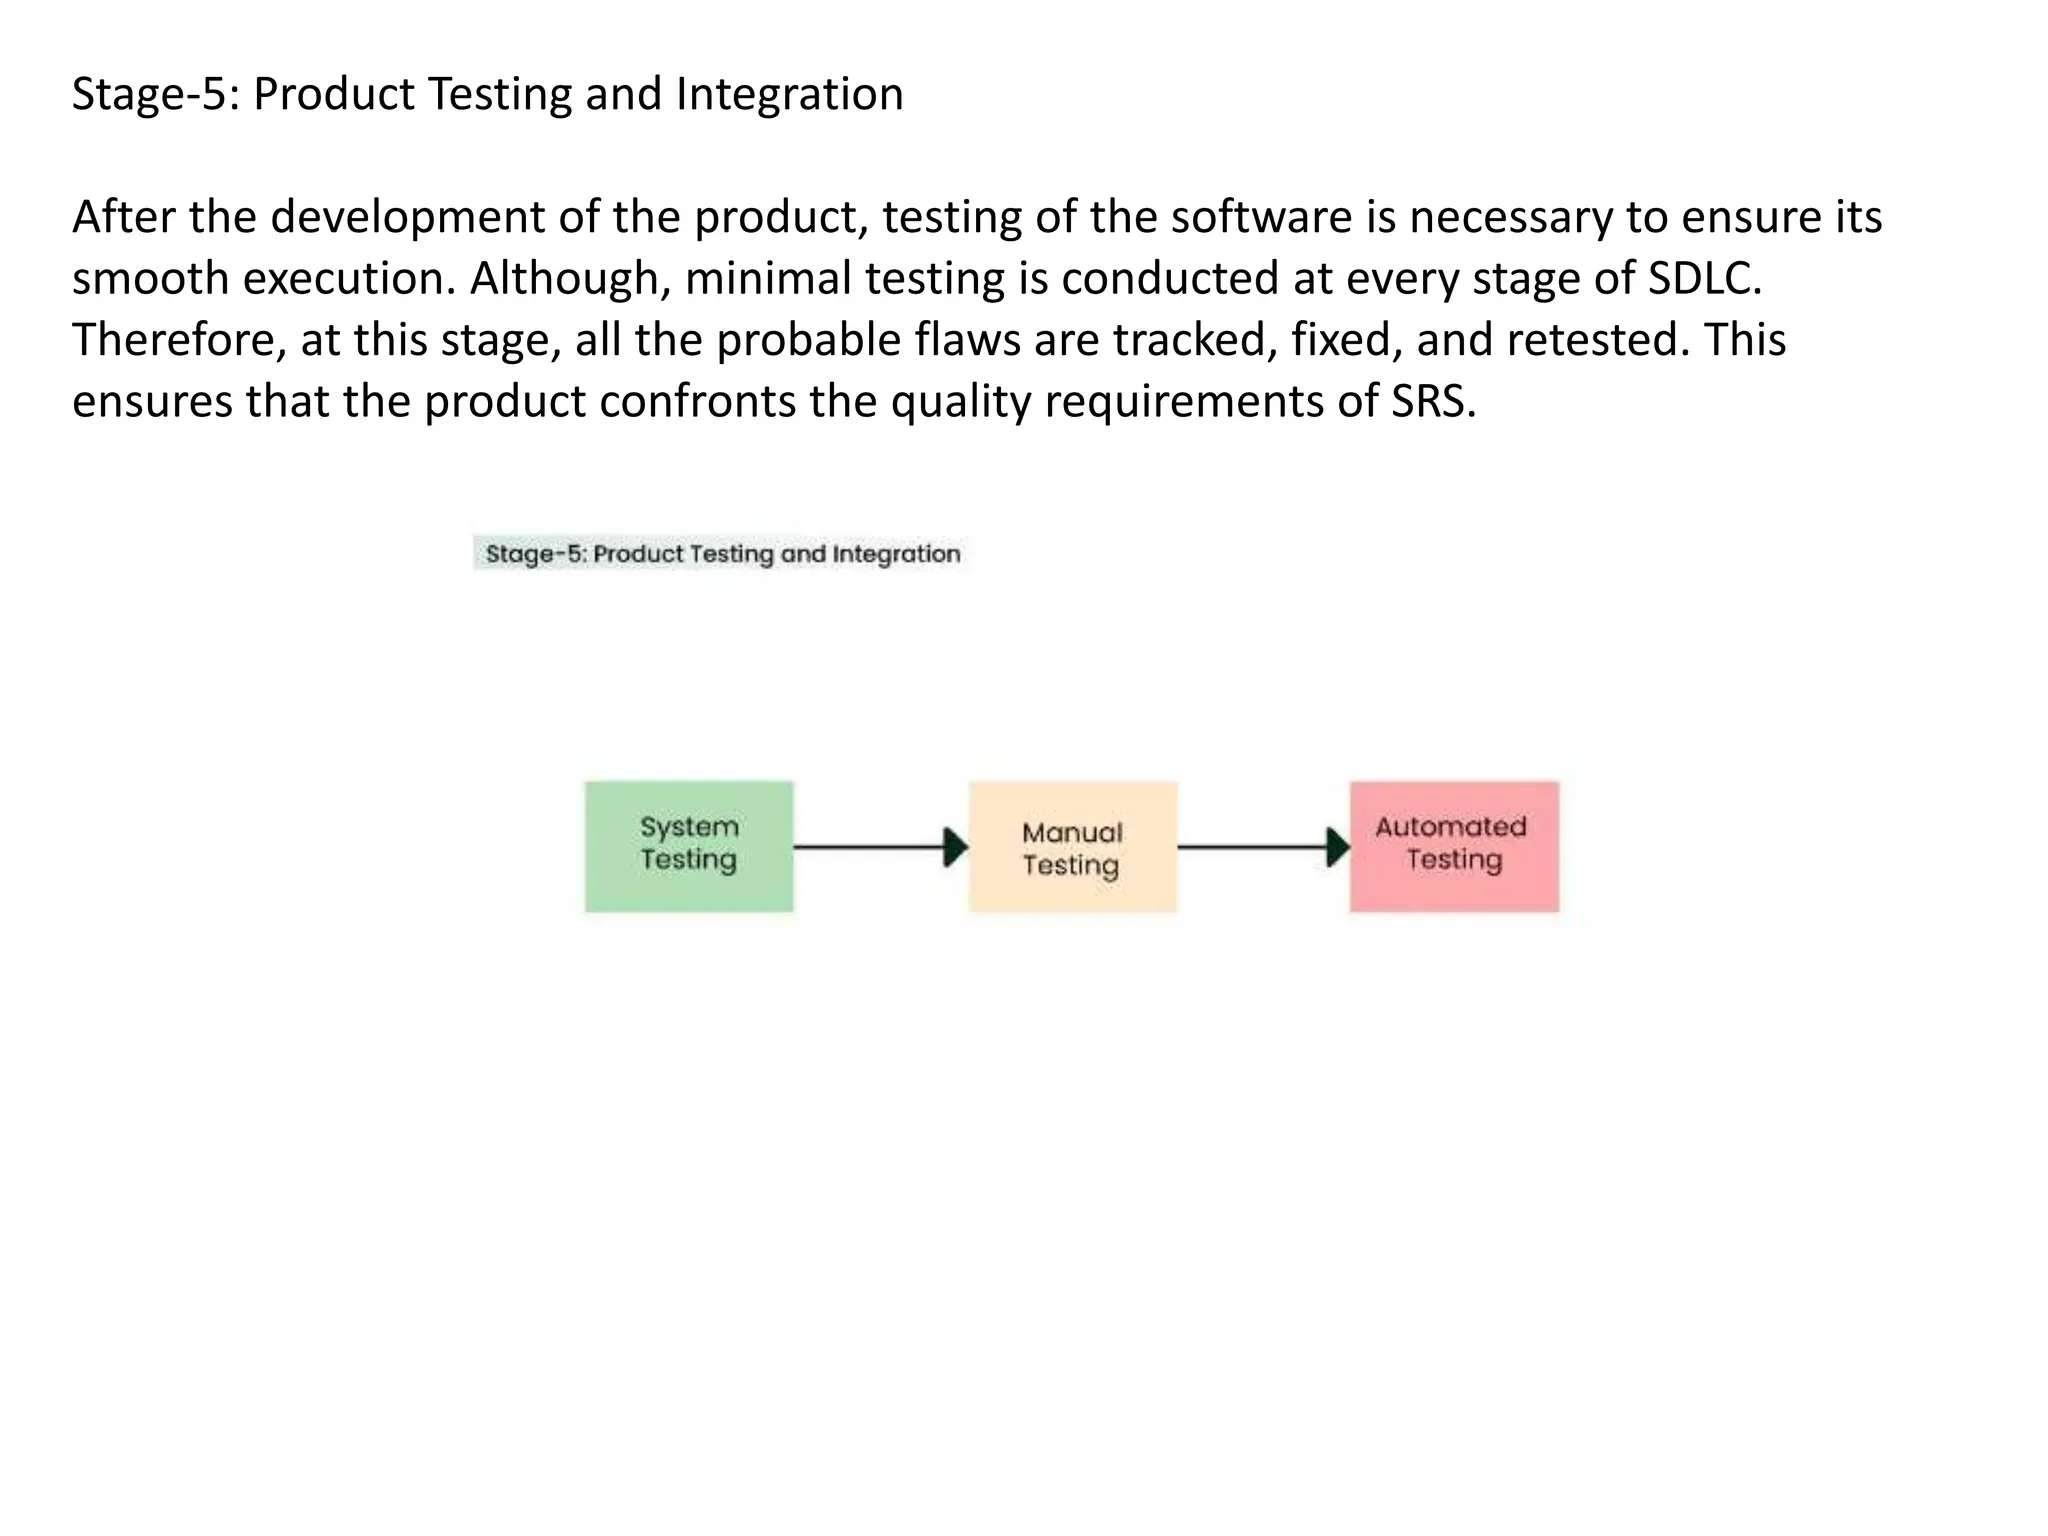 Stage-5: Product Testing and Integration
After the development of the product, testing of the software is necessary to ensure its
smooth execution. Although, minimal testing is conducted at every stage of SDLC.
Therefore, at this stage, all the probable flaws are tracked, fixed, and retested. This
ensures that the product confronts the quality requirements of SRS.
Stage-5: Product Testing and Integration
System
Testing
Manual
Testing
Automated
Testing